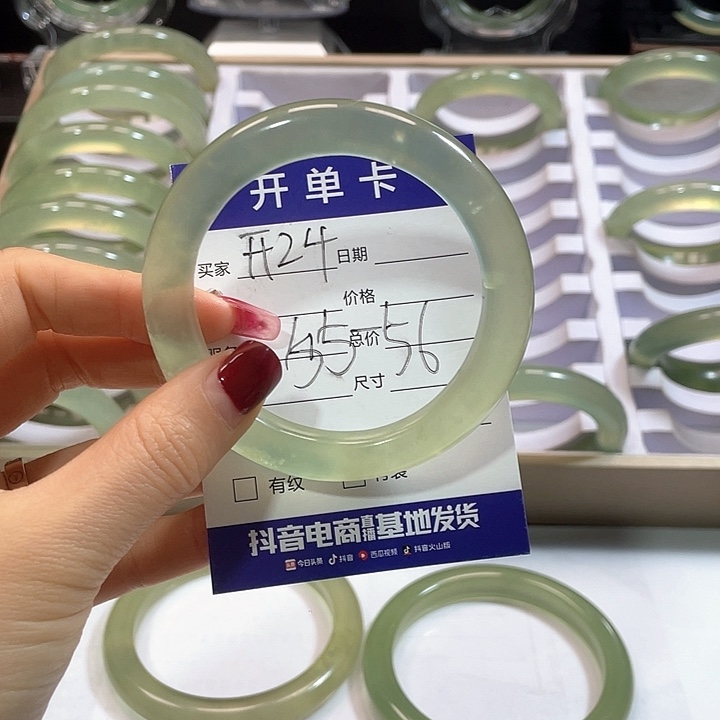 开单卡
买家 开24 日期
价格
55-56 总价
尺寸
有纹
抖音电商直播基地发货
今日头条 抖音 西瓜视频 抖音火山版